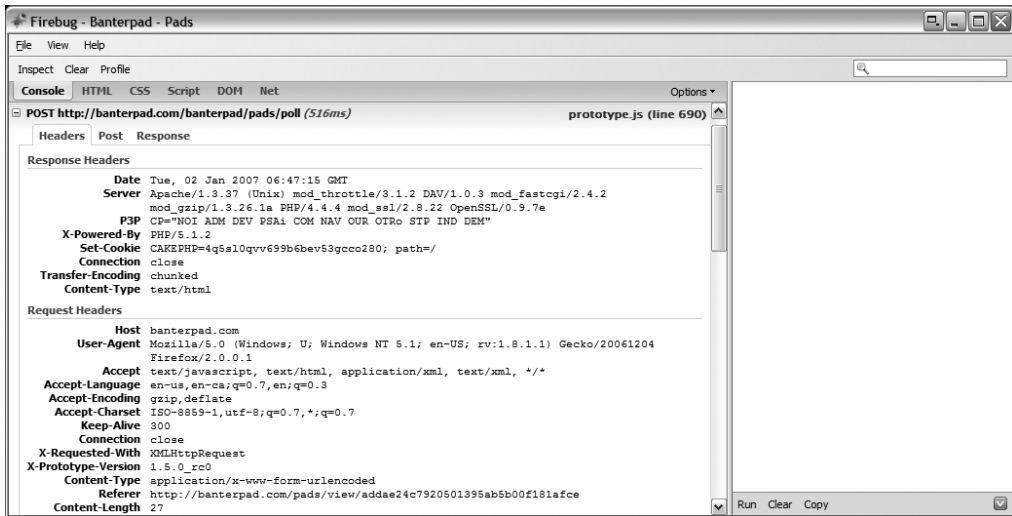 Firebug - Banterpad - Pads
File View Help
Inspect Clear Profile
Console HTML CSS Script DOM Net Options
POST http://banterpad.com/banterpad/pads/poll (516ms) prototype.js (line 690)
Headers Post Response
Response Headers
Date Tue, 02 Jan 2007 06:47:15 GMT
Server Apache/1.3.37 (Unix) mod_throttle/3.1.2 DAV/1.0.3 mod_fastcgi/2.4.2
mod_gzip/1.3.26.1a PHP/4.4.4 mod_ssl/2.8.22 OpenSSL/0.9.7e
P3P CP="NOI ADM DEV PSAi COM NAV OUR OTRo STP IND DEM"
X-Powered-By PHP/5.1.2
Set-Cookie CAKEPHP=4q5sl0qvv699b6bev53gcco280; path=/
Connection close
Transfer-Encoding chunked
Content-Type text/html
Request Headers
Host banterpad.com
User-Agent Mozilla/5.0 (Windows; U; Windows NT 5.1; en-US; rv:1.8.1.1) Gecko/20061204
Firefox/2.0.0.1
Accept text/javascript, text/html, application/xml, text/xml, */*
Accept-Language en-us,en-ca;q=0.7,en;q=0.3
Accept-Encoding gzip,deflate
Accept-Charset ISO-8859-1,utf-8;q=0.7,*;q=0.7
Keep-Alive 300
Connection close
X-Requested-With XMLHttpRequest
X-Prototype-Version 1.5.0_rc0
Content-Type application/x-www-form-urlencoded
Referer http://banterpad.com/pads/view/addae24c7920501395ab5b00f181afce
Content-Length 27
Run Clear Copy